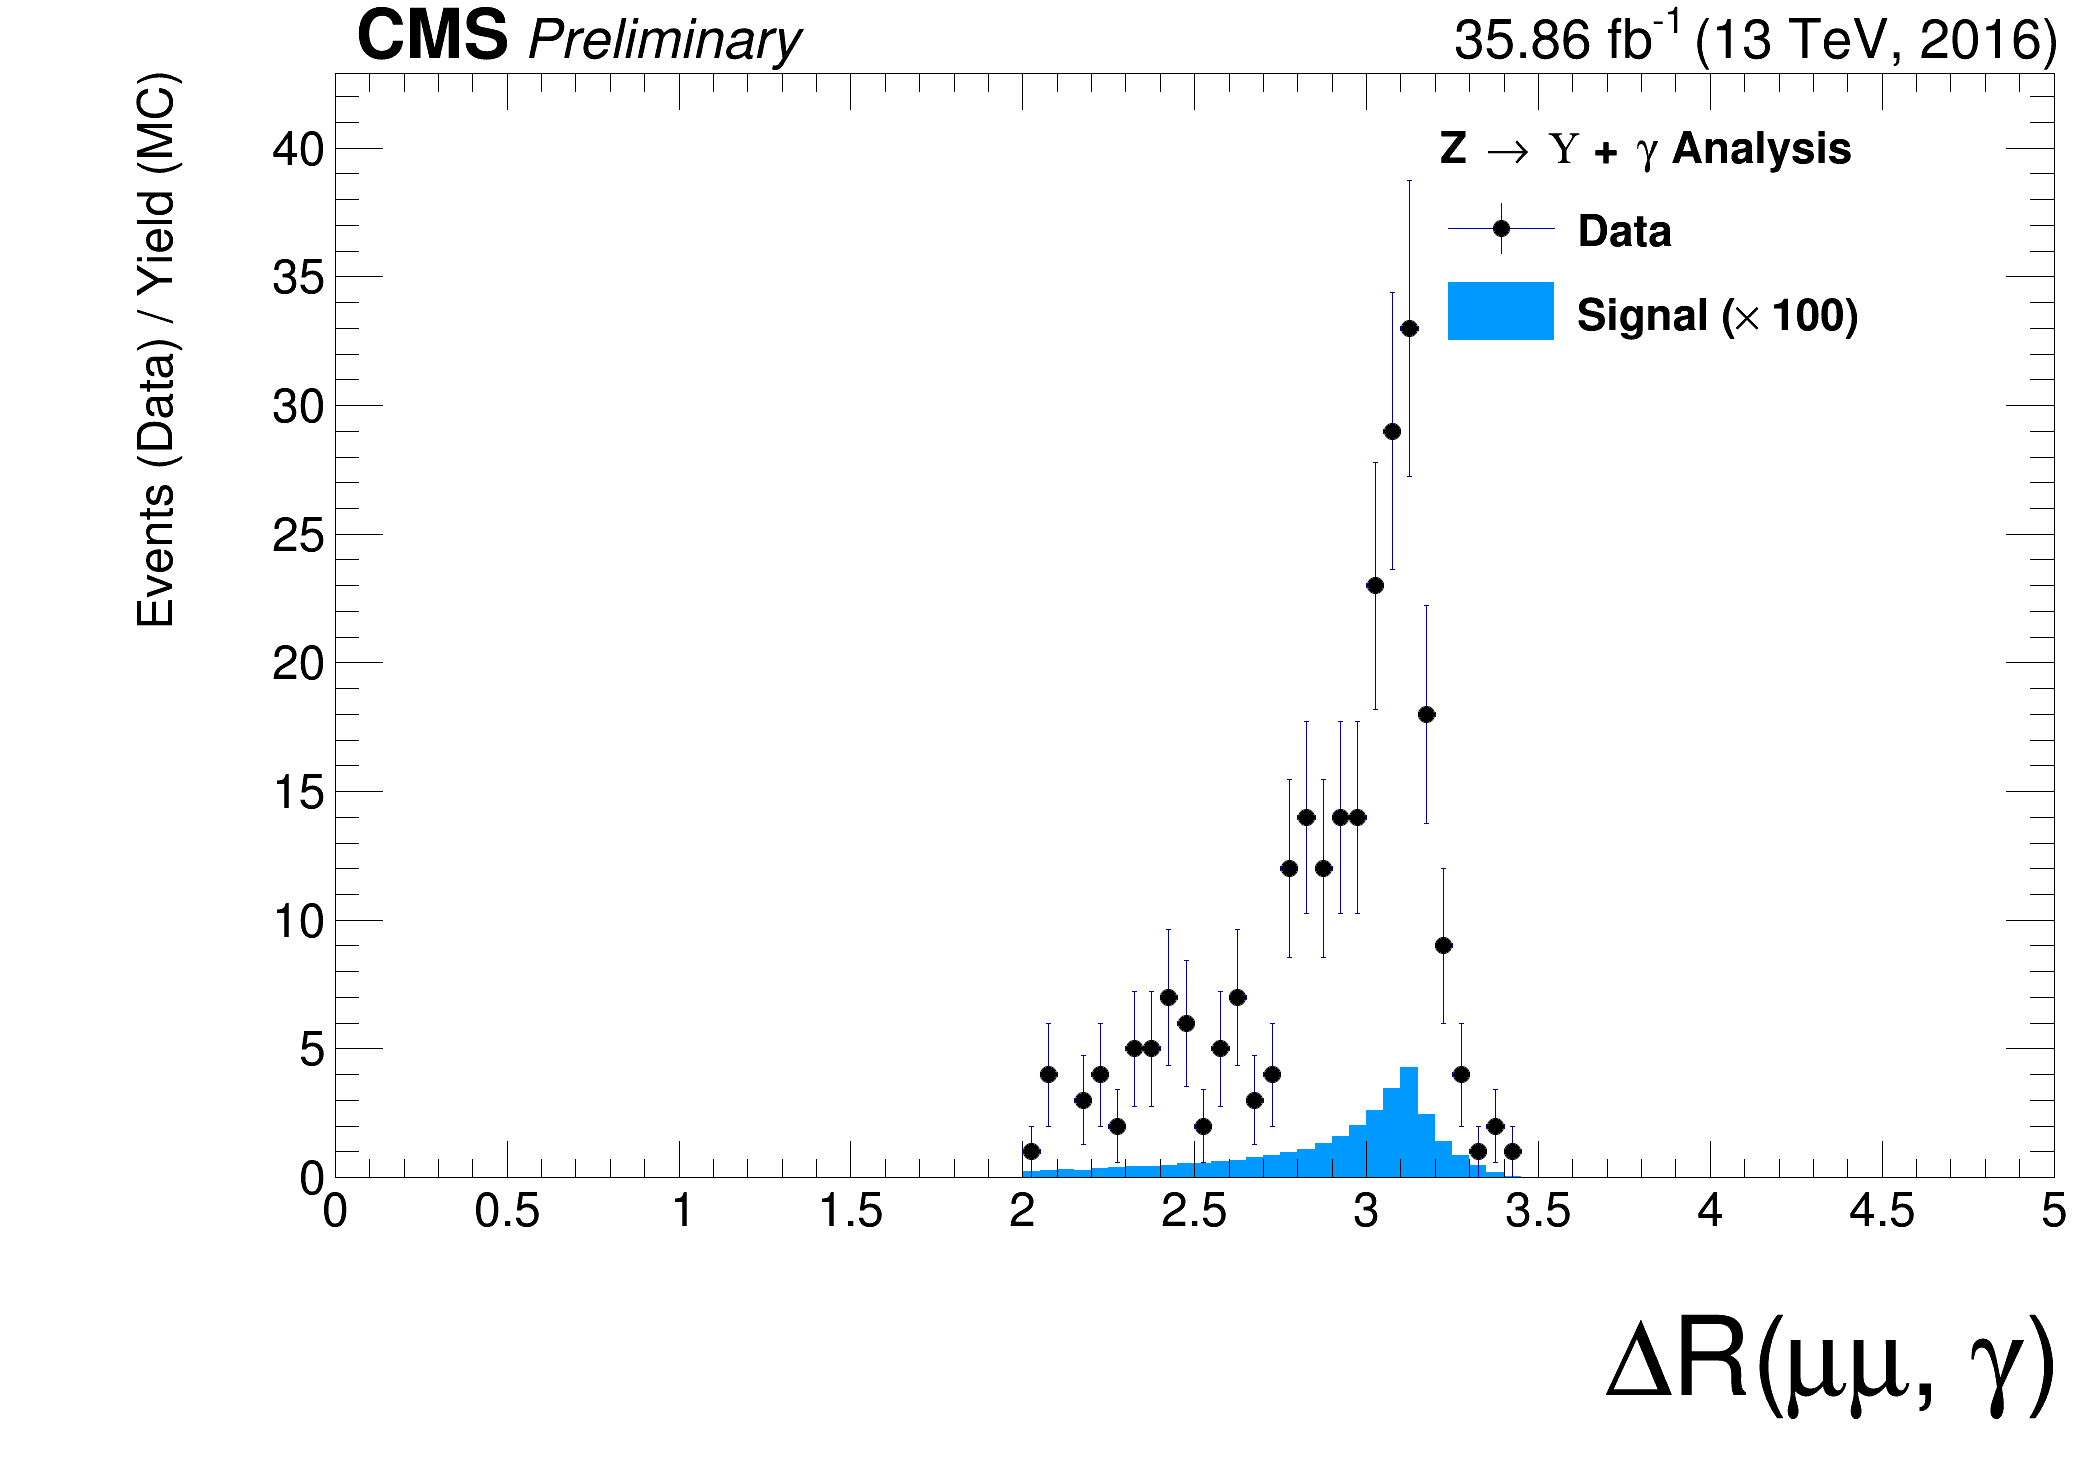 CMS Preliminary 35.86 fb⁻¹ (13 TeV, 2016)
Events (Data) / Yield (MC)
Z → Υ + γ Analysis
Data
Signal (× 100)
40
35
30
25
20
15
10
5
0
0 0.5 1 1.5 2 2.5 3 3.5 4 4.5 5
ΔR(μμ, γ)